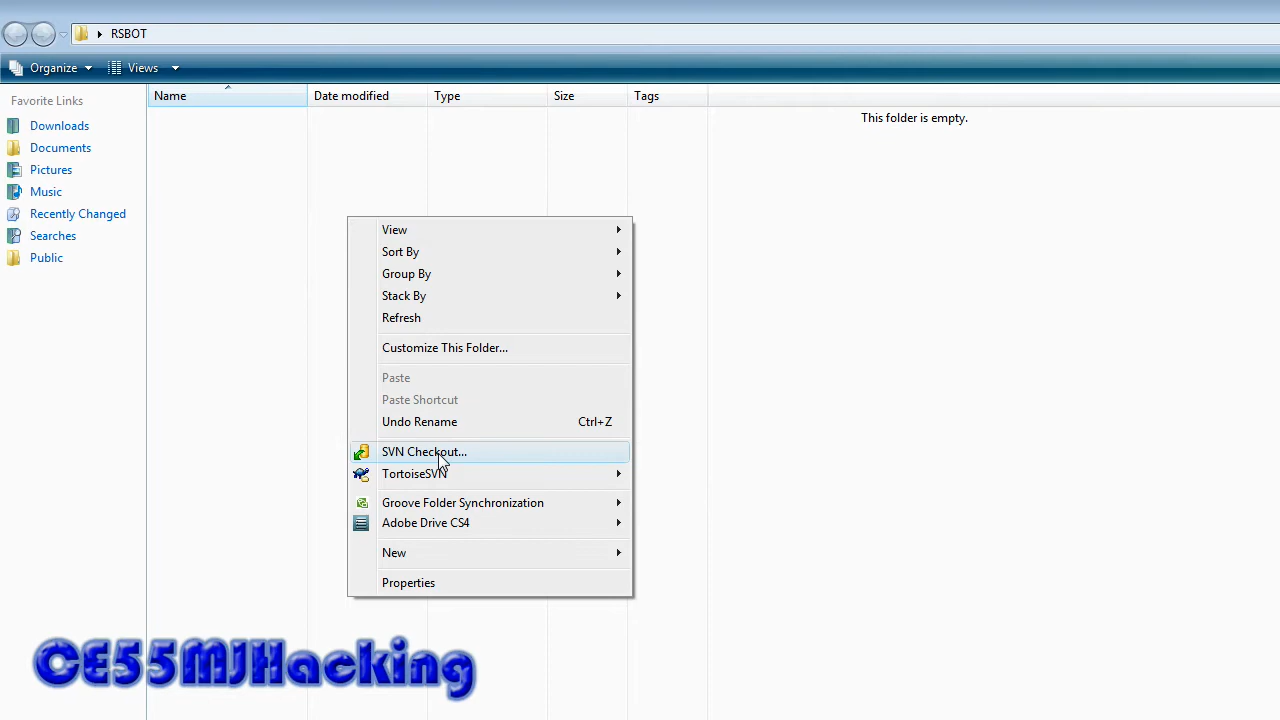 RSBOT
Organize Views
Favorite Links
Name Date modified Type Size Tags
This folder is empty.
Downloads
Documents
Pictures
Music
Recently Changed
Searches
Public
View
Sort By
Group By
Stack By
Refresh
Customize This Folder...
Paste
Paste Shortcut
Undo Rename Ctrl+Z
SVN Checkout...
TortoiseSVN
Groove Folder Synchronization
Adobe Drive CS4
New
Properties
CE55MJHacking